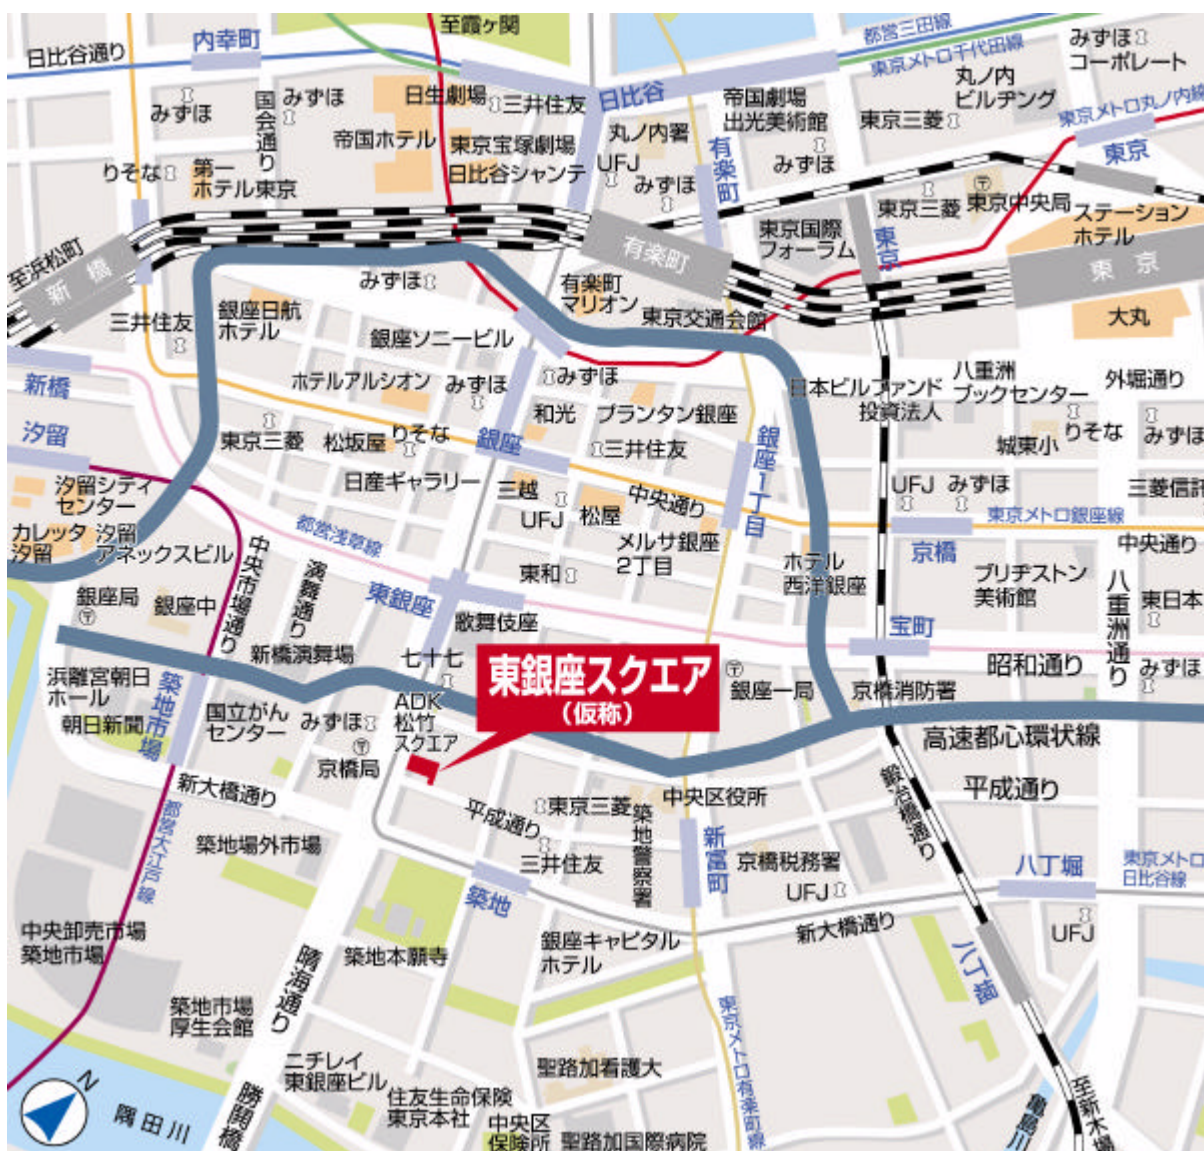 至霞ヶ関
都営三田線
内幸町
日比谷通り
東京メトロ千代田線
みずほ
コーポレート
丸ノ内
ビルヂング
東京メトロ丸ノ内線
日比谷
みずほ
国会通り
みずほ
日生劇場
三井住友
帝国劇場
出光美術館
東京三菱
帝国ホテル
東京宝塚劇場
丸ノ内署
有楽町
日比谷シャンテ
UFJ
みずほ
みずほ
東京
りそな
第一
ホテル東京
東京三菱
東京中央局
ステーション
ホテル
東京国際
フォーラム
東京
至浜松町
新橋
有楽町
東京
みずほ
有楽町
マリオン
三井住友
銀座日航
ホテル
東京交通会館
大丸
銀座ソニービル
新橋
ホテルアルシオン
みずほ
みずほ
日本ビルファンド
投資法人
八重洲
ブックセンター
外堀通り
和光
プランタン銀座
汐留
東京三菱
松坂屋
りそな
銀座
三井住友
銀座1丁目
城東小
りそな
みずほ
日産ギャラリー
三越
中央通り
UFJ
みずほ
三菱信託
汐留シティ
センター
UFJ
松屋
東京メトロ銀座線
カレッタ
汐留
汐留
アネックスビル
都営浅草線
メルサ銀座
2丁目
京橋
中央通り
中央市場通り
演舞通り
東和
ホテル
西洋銀座
ブリヂストン
美術館
八重洲通り
東日本
銀座局
銀座中
東銀座
歌舞伎座
宝町
新橋演舞場
七十七
東銀座スクエア
（仮称）
昭和通り
みずほ
浜離宮朝日
ホール
築地市場
銀座一局
京橋消防署
朝日新聞
国立がん
センター
みずほ
ADK
松竹
スクエア
高速都心環状線
京橋局
新大橋通り
平成通り
鍛冶橋通り
平成通り
東京三菱
中央区役所
都営大江戸線
築地場外市場
三井住友
築地警察署
新富町
京橋税務署
八丁堀
東京メトロ
日比谷線
築地
UFJ
中央卸売市場
築地市場
晴海通り
築地本願寺
銀座キャピタル
ホテル
新大橋通り
UFJ
八丁堀
築地市場
厚生会館
東京メトロ有楽町線
ニチレイ
東銀座ビル
聖路加看護大
N
隅田川
勝鬨橋
住友生命保険
東京本社
中央区
保険所
聖路加国際病院
亀島川
至新木場